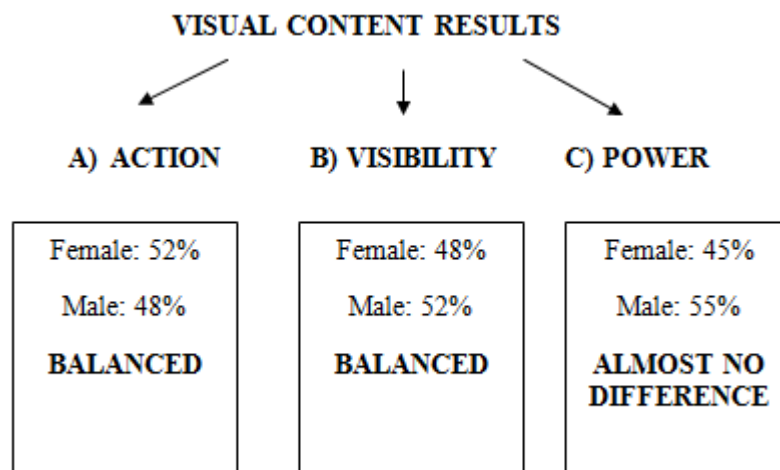 VISUAL CONTENT RESULTS
A) ACTION
B) VISIBILITY
C) POWER
Female: 52%
Male: 48%
BALANCED
Female: 48%
Male: 52%
BALANCED
Female: 45%
Male: 55%
ALMOST NO
DIFFERENCE